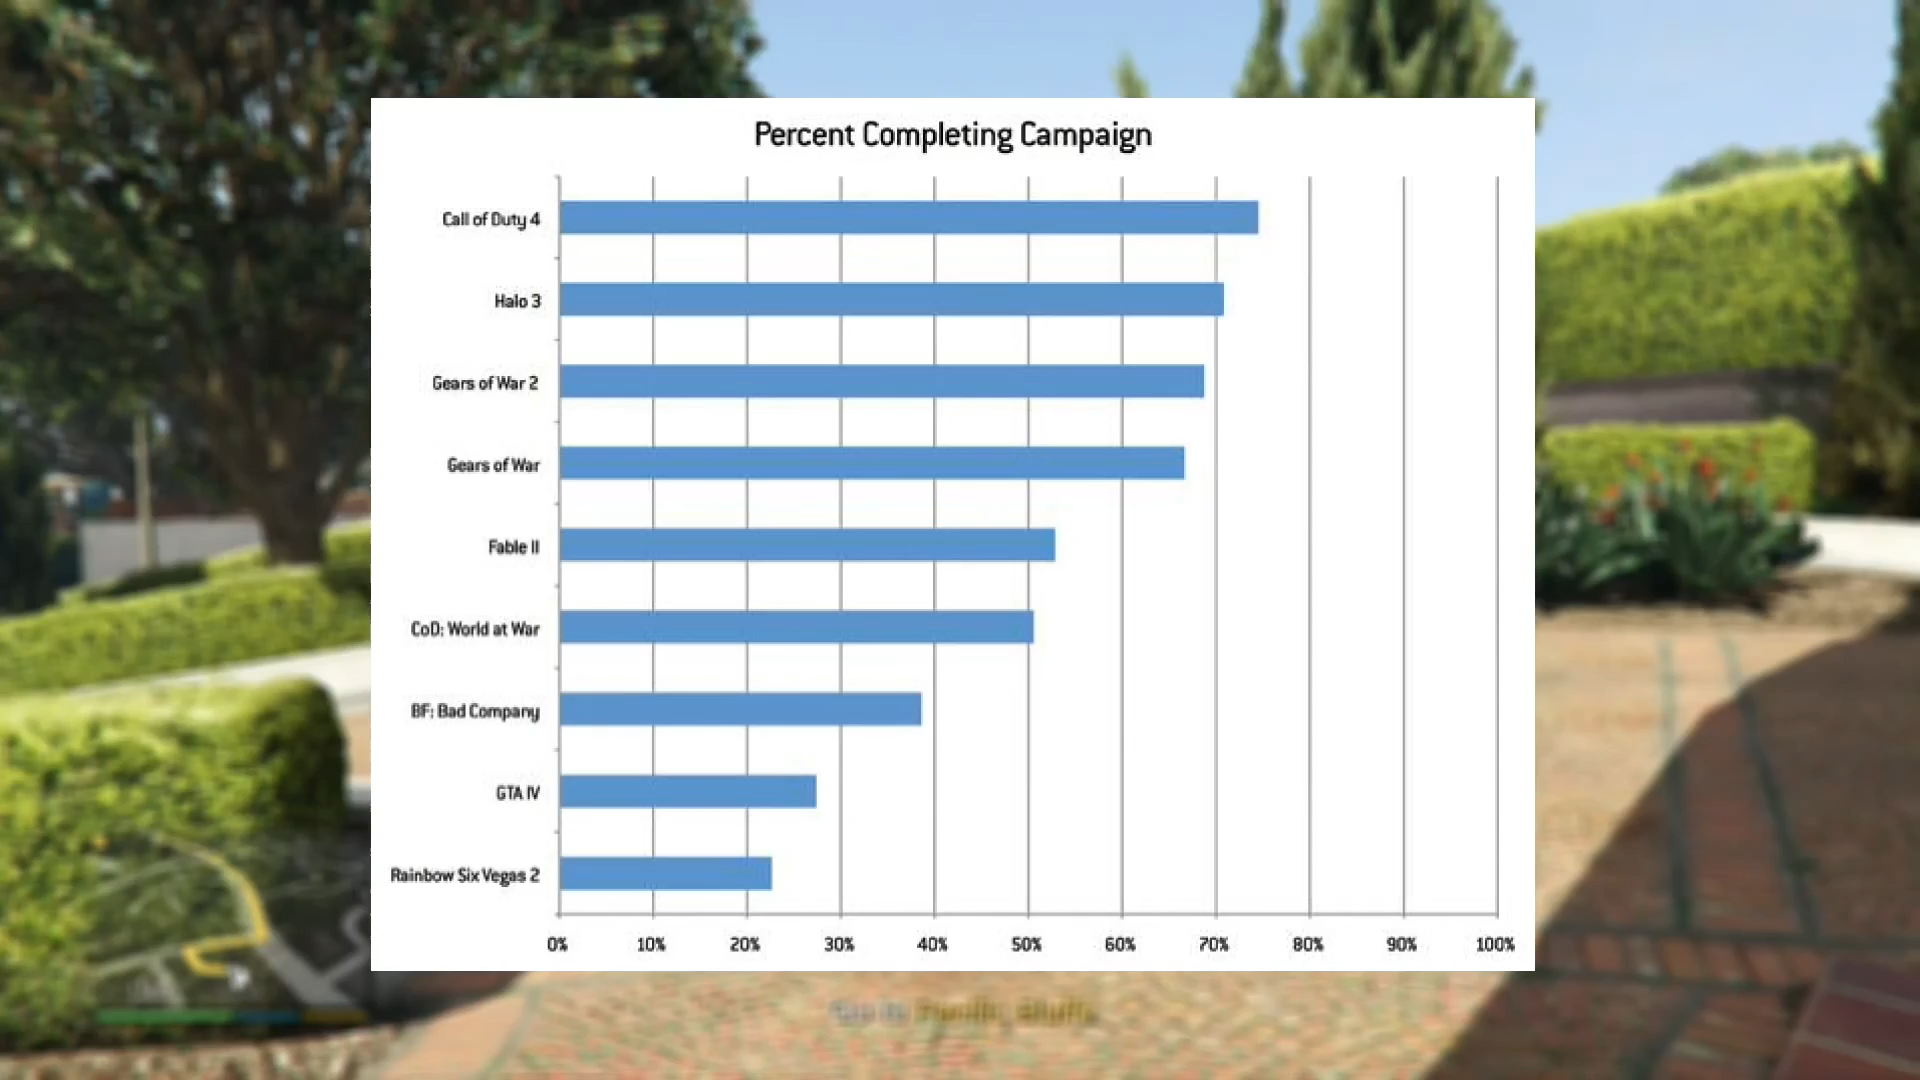 Percent Completing Campaign
Call of Duty 4
Halo 3
Gears of War 2
Gears of War
Fable II
CoD: World at War
BF: Bad Company
GTA IV
Rainbow Six Vegas 2
0% 10% 20% 30% 40% 50% 60% 70% 80% 90% 100%